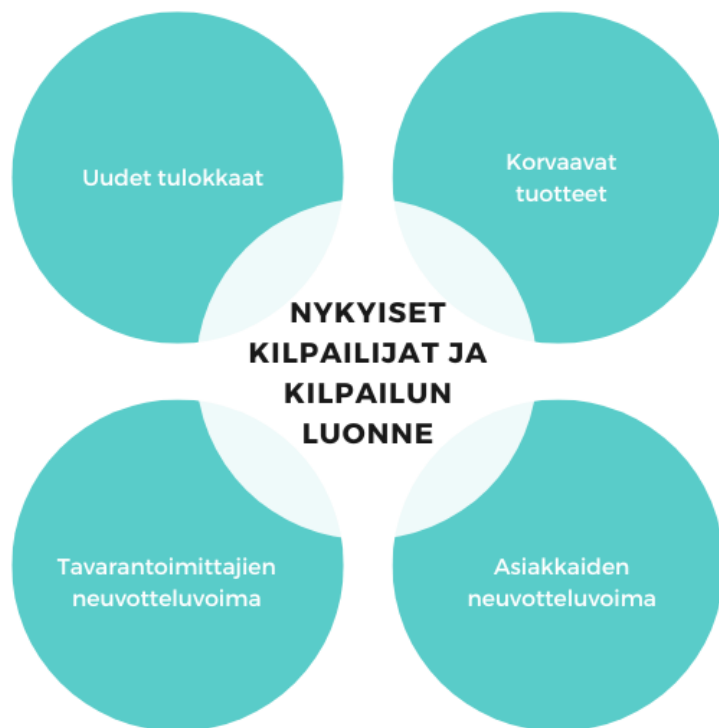 Uudet tulokkaat
Korvaavat
tuotteet
NYKYISET
KILPAILIJAT JA
KILPAILUN
LUONNE
Tavarantoimittajien
neuvotteluvoima
Asiakkaiden
neuvotteluvoima